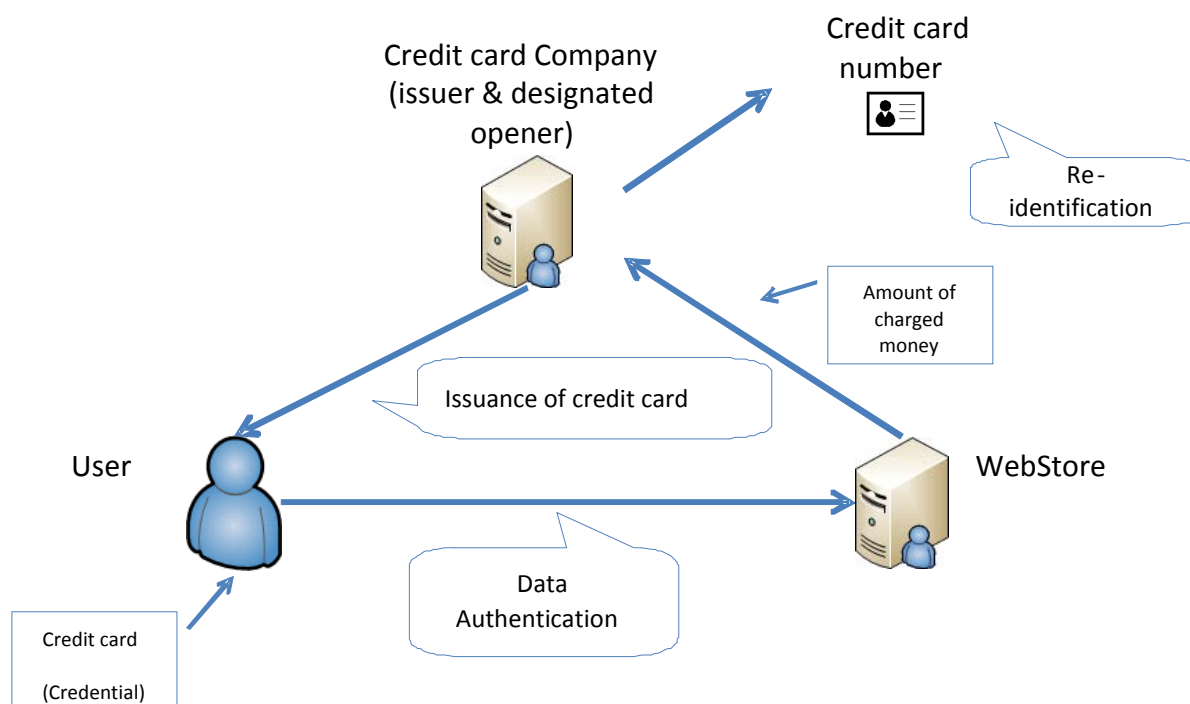 Credit card Company
(issuer & designated
opener)
Credit card
number
Re-
identification
Amount of
charged
money
Issuance of credit card
User
WebStore
Data
Authentication
Credit card
(Credential)